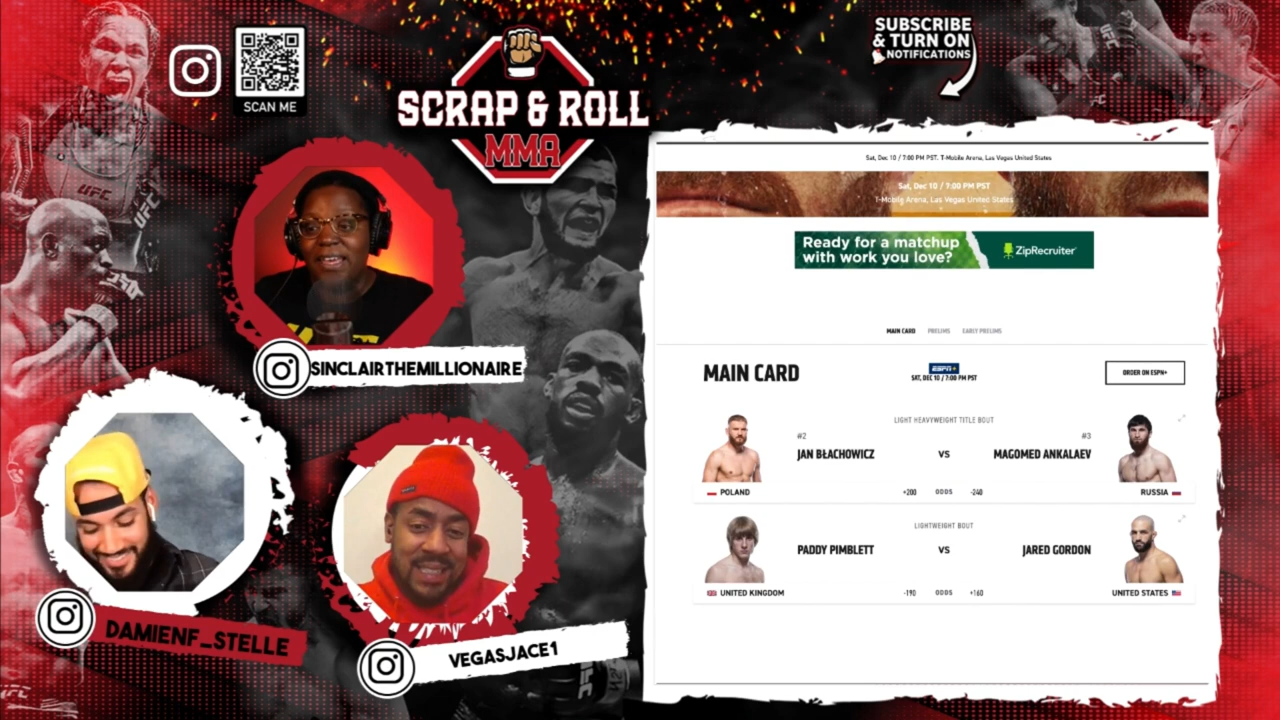 SCAN ME
SCRAP & ROLL
MMA
SUBSCRIBE
& TURN ON
NOTIFICATIONS
UFC
UFC
SINCLAIRTHEMILLIONAIRE
DAMIENF_STELLE
VEGASJACE1
Sat, Dec 10 / 7:00 PM PST. T-Mobile Arena, Las Vegas United States
Sat, Dec 10 / 7:00 PM PST
T-Mobile Arena, Las Vegas United States
Ready for a matchup
with work you love?
ZipRecruiter
MAIN CARD PRELIMS EARLY PRELIMS
MAIN CARD
ESPN+
SAT, DEC 10 / 7:00 PM PST
ORDER ON ESPN+
LIGHT HEAVYWEIGHT TITLE BOUT
#2 #3
JAN BŁACHOWICZ VS MAGOMED ANKALAEV
POLAND +200 ODDS -240 RUSSIA
LIGHTWEIGHT BOUT
PADDY PIMBLETT VS JARED GORDON
UNITED KINGDOM -190 ODDS +160 UNITED STATES